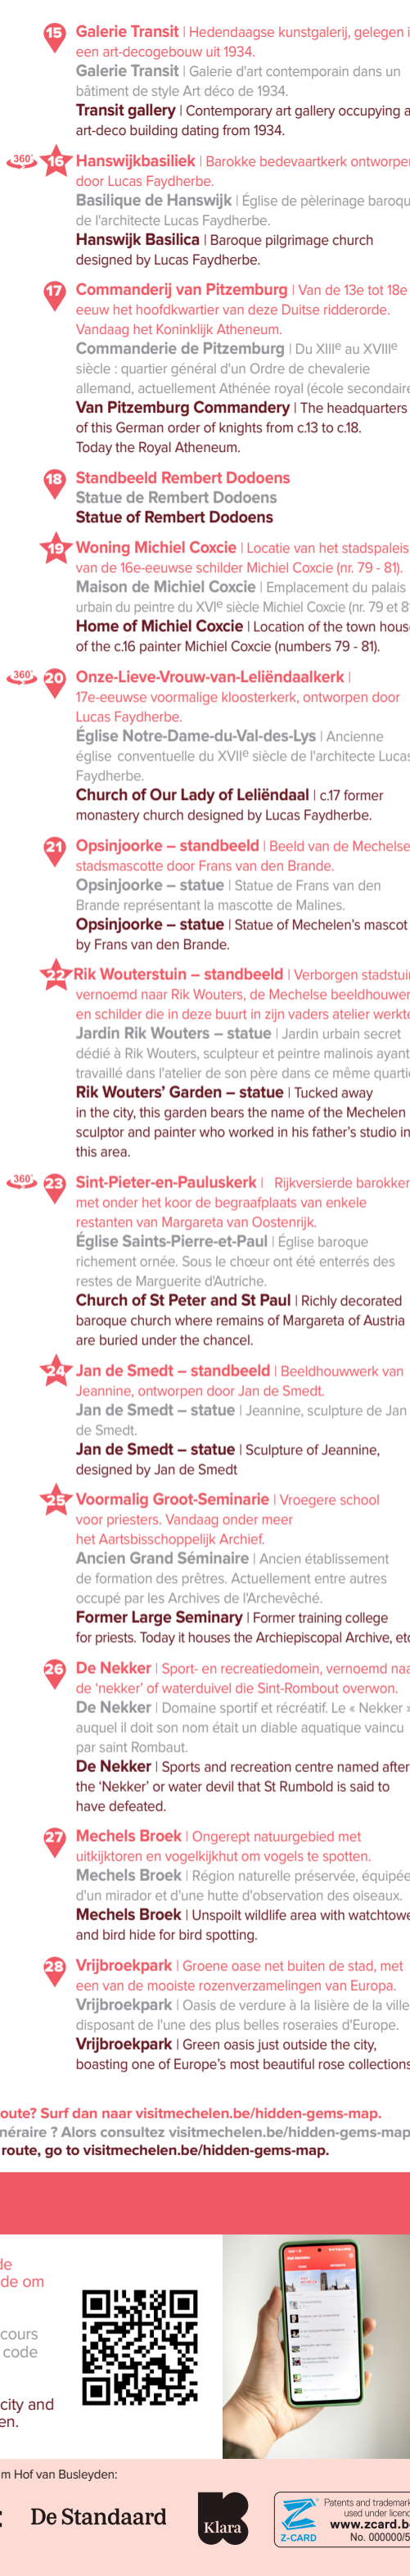 15 Galerie Transit | Hedendaagse kunstgalerij, gelegen
een art-decogebouw uit 1934.
Galerie Transit | Galerie d'art contemporain dans un
bâtiment de style Art déco de 1934.
Transit gallery | Contemporary art gallery occupying a
art-deco building dating from 1934.
360° 16 Hanswijkbasiliek | Barokke bedevaartkerk ontworpe
door Lucas Faydherbe.
Basilique de Hanswijk | Église de pèlerinage baroqu
de l'architecte Lucas Faydherbe.
Hanswijk Basilica | Baroque pilgrimage church
designed by Lucas Faydherbe.
17 Commanderij van Pitzemburg | Van de 13e tot 18e
eeuw het hoofdkwartier van deze Duitse ridderorde.
Vandaag het Koninklijk Atheneum.
Commanderie de Pitzemburg | Du XIIIe au XVIIIe
siècle : quartier général d'un Ordre de chevalerie
allemand, actuellement Athénée royal (école secondaire
Van Pitzemburg Commandery | The headquarters
of this German order of knights from c.13 to c.18.
Today the Royal Atheneum.
18 Standbeeld Rembert Dodoens
Statue de Rembert Dodoens
Statue of Rembert Dodoens
19 Woning Michiel Coxcie | Locatie van het stadspaleis
van de 16e-eeuwse schilder Michiel Coxcie (nr. 79 - 81).
Maison de Michiel Coxcie | Emplacement du palais
urbain du peintre du XVIe siècle Michiel Coxcie (nr. 79 et 8
Home of Michiel Coxcie | Location of the town hous
of the c.16 painter Michiel Coxcie (numbers 79 - 81).
360° 20 Onze-Lieve-Vrouw-van-Leliëndaalkerk |
17e-eeuwse voormalige kloosterkerk, ontworpen door
Lucas Faydherbe.
Église Notre-Dame-du-Val-des-Lys | Ancienne
église conventuelle du XVIIe siècle de l'architecte Lucas
Faydherbe.
Church of Our Lady of Leliëndaal | c.17 former
monastery church designed by Lucas Faydherbe.
21 Opsinjoorke – standbeeld | Beeld van de Mechelse
stadsmascotte door Frans van den Brande.
Opsinjoorke – statue | Statue de Frans van den
Brande représentant la mascotte de Malines.
Opsinjoorke – statue | Statue of Mechelen's mascot
by Frans van den Brande.
22 Rik Wouterstuin – standbeeld | Verborgen stadstui
vernoemd naar Rik Wouters, de Mechelse beeldhouwer
en schilder die in deze buurt in zijn vaders atelier werkt
Jardin Rik Wouters – statue | Jardin urbain secret
dédié à Rik Wouters, sculpteur et peintre malinois ayant
travaillé dans l'atelier de son père dans ce même quarti
Rik Wouters' Garden – statue | Tucked away
in the city, this garden bears the name of the Mechelen
sculptor and painter who worked in his father's studio in
this area.
360° 23 Sint-Pieter-en-Pauluskerk | Rijkversierde barokker
met onder het koor de begraafplaats van enkele
restanten van Margareta van Oostenrijk.
Église Saints-Pierre-et-Paul | Église baroque
richement ornée. Sous le chœur ont été enterrés des
restes de Marguerite d'Autriche.
Church of St Peter and St Paul | Richly decorated
baroque church where remains of Margareta of Austria
are buried under the chancel.
24 Jan de Smedt – standbeeld | Beeldhouwwerk van
Jeannine, ontworpen door Jan de Smedt.
Jan de Smedt – statue | Jeannine, sculpture de Jan
de Smedt.
Jan de Smedt – statue | Sculpture of Jeannine,
designed by Jan de Smedt
25 Voormalig Groot-Seminarie | Vroegere school
voor priesters. Vandaag onder meer
het Aartsbisschoppelijk Archief.
Ancien Grand Séminaire | Ancien établissement
de formation des prêtres. Actuellement entre autres
occupé par les Archives de l'Archevêché.
Former Large Seminary | Former training college
for priests. Today it houses the Archiepiscopal Archive, etc
26 De Nekker | Sport- en recreatiedomein, vernoemd naa
de 'nekker' of waterduivel die Sint-Rombout overwon.
De Nekker | Domaine sportif et récréatif. Le « Nekker »
auquel il doit son nom était un diable aquatique vaincu
par saint Rombaut.
De Nekker | Sports and recreation centre named after
the 'Nekker' or water devil that St Rumbold is said to
have defeated.
27 Mechels Broek | Ongerept natuurgebied met
uitkijktoren en vogelkijkhut om vogels te spotten.
Mechels Broek | Région naturelle préservée, équipée
d'un mirador et d'une hutte d'observation des oiseaux.
Mechels Broek | Unspoilt wildlife area with watchtowe
and bird hide for bird spotting.
28 Vrijbroekpark | Groene oase net buiten de stad, met
een van de mooiste rozenverzamelingen van Europa.
Vrijbroekpark | Oasis de verdure à la lisière de la ville
disposant de l'une des plus belles roseraies d'Europe.
Vrijbroekpark | Green oasis just outside the city,
boasting one of Europe's most beautiful rose collections
oute? Surf dan naar visitmechelen.be/hidden-gems-map.
néraire ? Alors consultez visitmechelen.be/hidden-gems-map
route, go to visitmechelen.be/hidden-gems-map.
de
de om
cours
code
city and
en.
m Hof van Busleyden:
De Standaard
Klara
Z-CARD
Patents and trademark
used under licenc
www.zcard.b
No. 000000/5